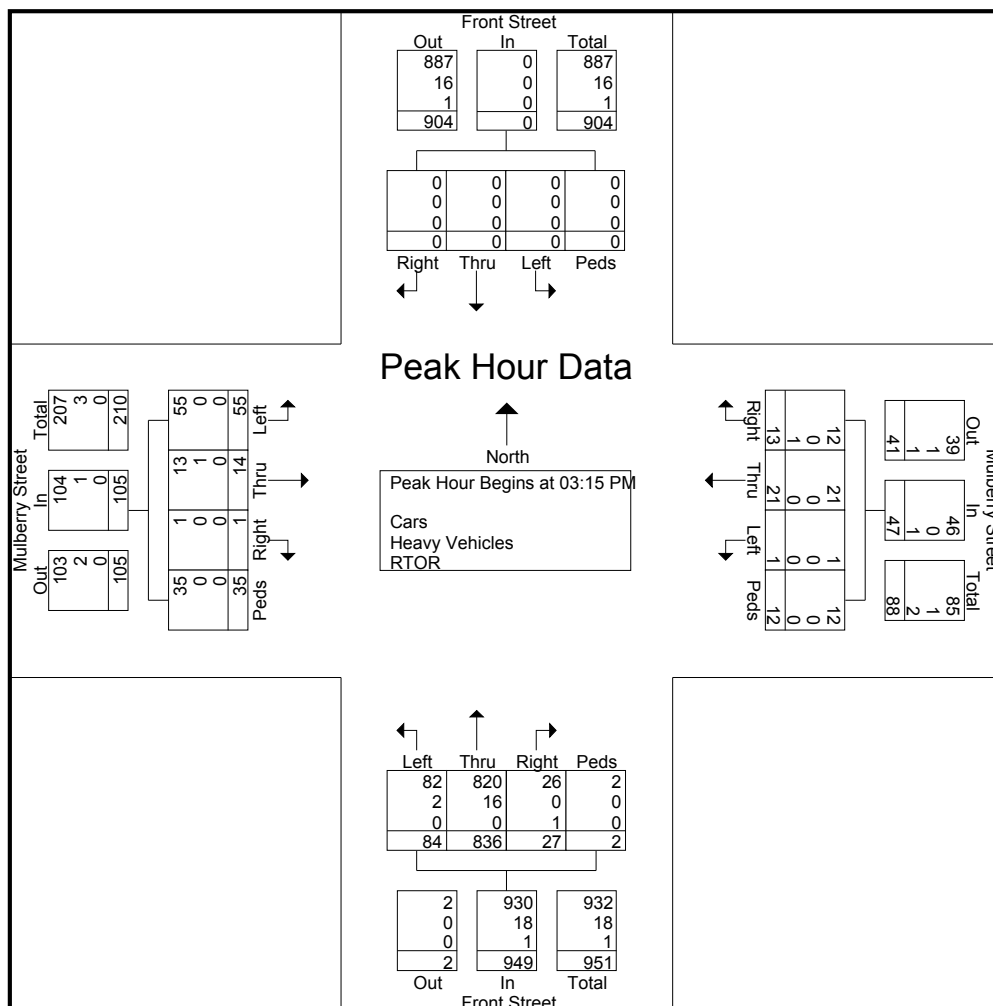 Front Street
Out In Total
887 0 887
16 0 16
1 0 1
904 0 904
0 0 0 0
0 0 0 0
0 0 0 0
0 0 0 0
Right Thru Left Peds
Peak Hour Data
North
Peak Hour Begins at 03:15 PM
Cars
Heavy Vehicles
RTOR
Mulberry Street
Out In Total
103 104 207
2 1 3
0 0 0
105 105 210
Peds Right Thru Left
35 1 13 55
0 0 1 0
0 0 0 0
35 1 14 55
Mulberry Street
Out In Total
39 46 85
1 0 1
1 1 2
41 47 88
Right Thru Left Peds
12 21 1 12
0 0 0 0
1 0 0 0
13 21 1 12
Left Thru Right Peds
82 820 26 2
2 16 0 0
0 0 1 0
84 836 27 2
2 930 932
0 18 18
0 1 1
2 949 951
Out In Total
Front Street